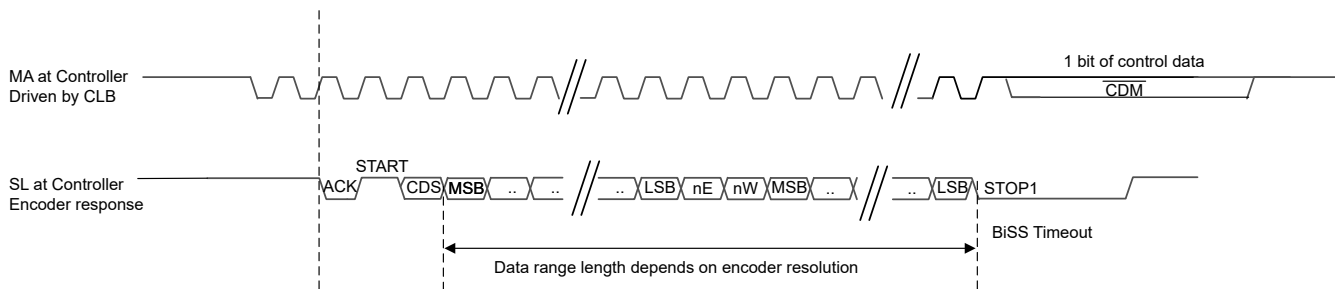 1 bit of control data
MA at Controller
Driven by CLB
CDM
START
SL at Controller
Encoder response
ACK CDS MSB .. .. .. LSB nE nW MSB .. .. LSB STOP1
BiSS Timeout
Data range length depends on encoder resolution